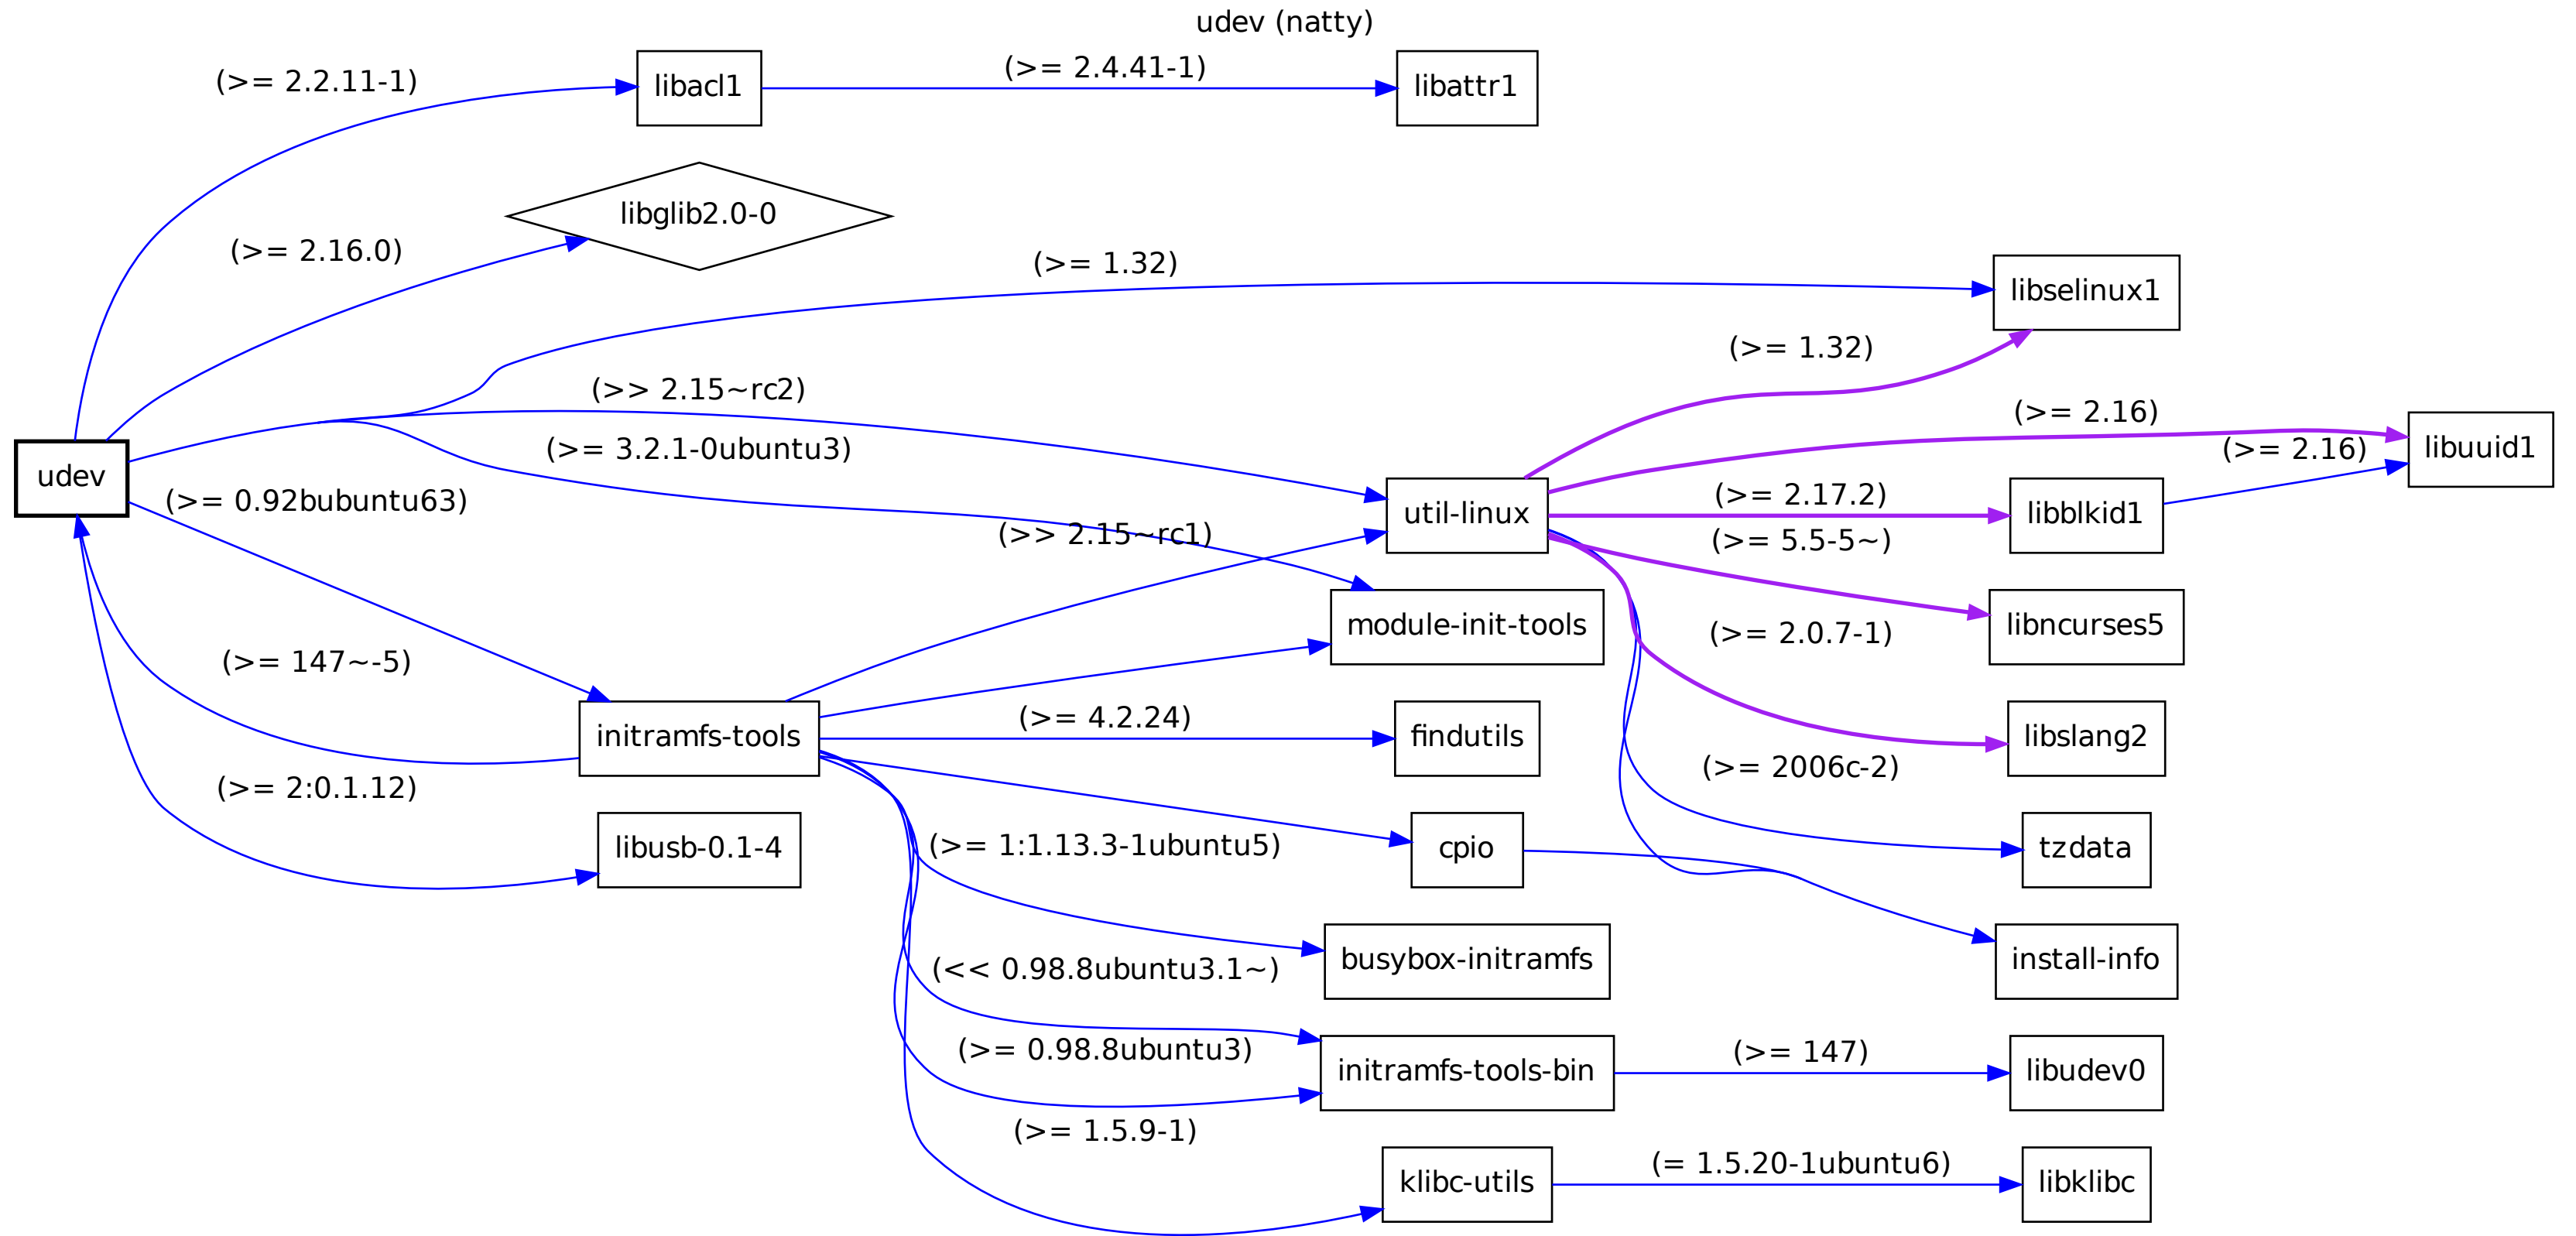 udev (natty)
(>= 2.2.11-1)
libacl1
(>= 2.4.41-1)
libattr1
libglib2.0-0
(>= 2.16.0)
(>= 1.32)
libselinux1
(>= 1.32)
(>> 2.15~rc2)
(>= 2.16)
(>= 3.2.1-0ubuntu3)
(>= 2.16)
libuuid1
udev
(>= 0.92bubuntu63)
(>= 2.17.2)
util-linux
libblkid1
(>> 2.15~rc1)
(>= 5.5-5~)
module-init-tools
(>= 2.0.7-1)
libncurses5
(>= 147~-5)
(>= 4.2.24)
initramfs-tools
findutils
libslang2
(>= 2006c-2)
(>= 2:0.1.12)
libusb-0.1-4
(>= 1:1.13.3-1ubuntu5)
cpio
tzdata
busybox-initramfs
install-info
(<< 0.98.8ubuntu3.1~)
(>= 0.98.8ubuntu3)
initramfs-tools-bin
(>= 147)
libudev0
(>= 1.5.9-1)
klibc-utils
(= 1.5.20-1ubuntu6)
libklibc